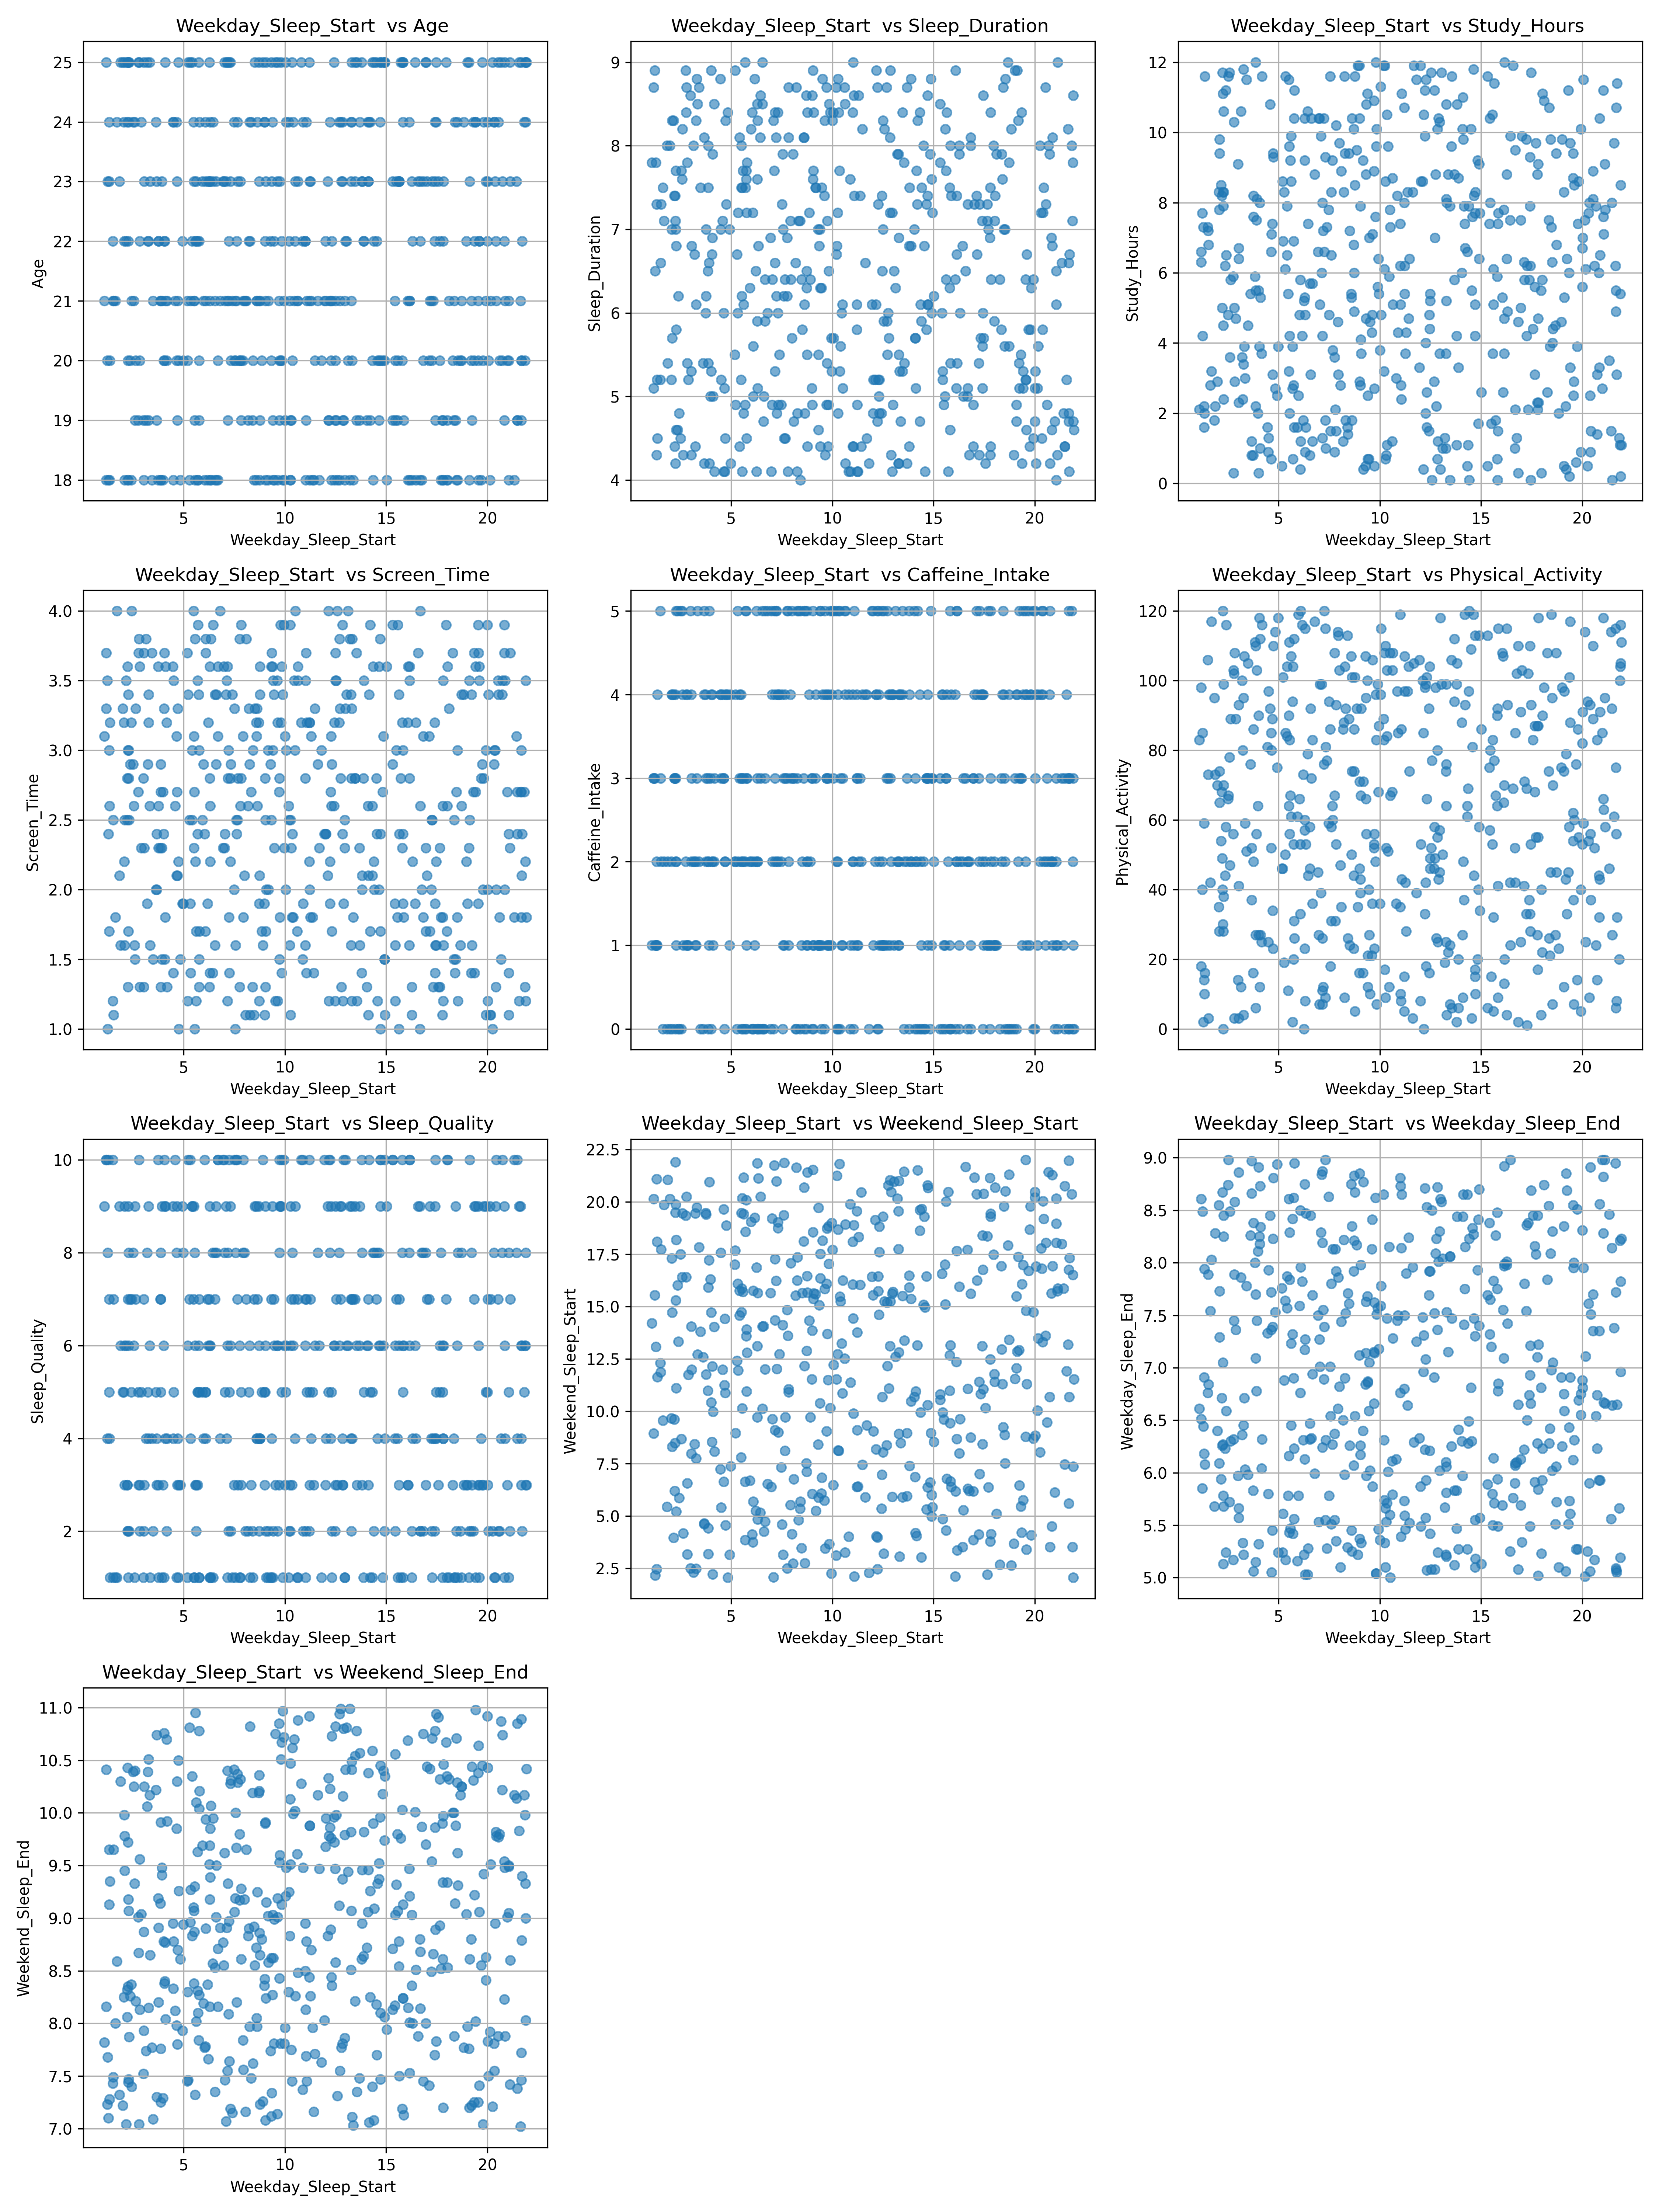 Weekday_Sleep_Start  vs Age
25
24
23
22
21
20
19
18
Age
5 10 15 20
Weekday_Sleep_Start
Weekday_Sleep_Start  vs Sleep_Duration
9
8
7
6
5
4
Sleep_Duration
5 10 15 20
Weekday_Sleep_Start
Weekday_Sleep_Start  vs Study_Hours
12
10
8
6
4
2
0
Study_Hours
5 10 15 20
Weekday_Sleep_Start
Weekday_Sleep_Start  vs Screen_Time
4.0
3.5
3.0
2.5
2.0
1.5
1.0
Screen_Time
5 10 15 20
Weekday_Sleep_Start
Weekday_Sleep_Start  vs Caffeine_Intake
5
4
3
2
1
0
Caffeine_Intake
5 10 15 20
Weekday_Sleep_Start
Weekday_Sleep_Start  vs Physical_Activity
120
100
80
60
40
20
0
Physical_Activity
5 10 15 20
Weekday_Sleep_Start
Weekday_Sleep_Start  vs Sleep_Quality
10
8
6
4
2
Sleep_Quality
5 10 15 20
Weekday_Sleep_Start
Weekday_Sleep_Start  vs Weekend_Sleep_Start
22.5
20.0
17.5
15.0
12.5
10.0
7.5
5.0
2.5
Weekend_Sleep_Start
5 10 15 20
Weekday_Sleep_Start
Weekday_Sleep_Start  vs Weekday_Sleep_End
9.0
8.5
8.0
7.5
7.0
6.5
6.0
5.5
5.0
Weekday_Sleep_End
5 10 15 20
Weekday_Sleep_Start
Weekday_Sleep_Start  vs Weekend_Sleep_End
11.0
10.5
10.0
9.5
9.0
8.5
8.0
7.5
7.0
Weekend_Sleep_End
5 10 15 20
Weekday_Sleep_Start